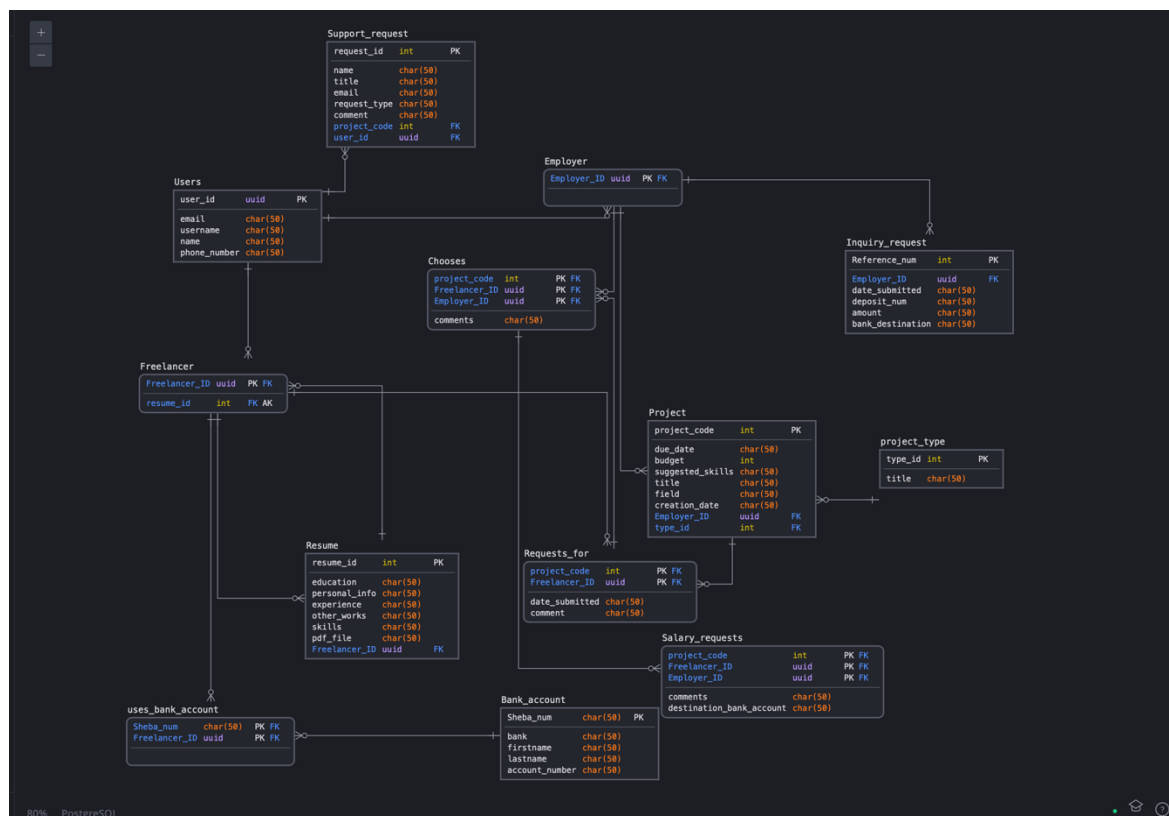 +
−
Support_request
request_id int PK
name char(50)
title char(50)
email char(50)
request_type char(50)
comment char(50)
project_code int FK
user_id uuid FK
Employer
Employer_ID uuid PK FK
Users
user_id uuid PK
email char(50)
username char(50)
name char(50)
phone_number char(50)
Inquiry_request
Reference_num int PK
Employer_ID uuid FK
date_submitted char(50)
deposit_num char(50)
amount char(50)
bank_destination char(50)
Chooses
project_code int PK FK
Freelancer_ID uuid PK FK
Employer_ID uuid PK FK
comments char(50)
Freelancer
Freelancer_ID uuid PK FK
resume_id int FK AK
Project
project_code int PK
due_date char(50)
budget int
suggested_skills char(50)
title char(50)
field char(50)
creation_date char(50)
Employer_ID uuid FK
type_id int FK
project_type
type_id int PK
title char(50)
Resume
resume_id int PK
education char(50)
personal_info char(50)
experience char(50)
other_works char(50)
skills char(50)
pdf_file char(50)
Freelancer_ID uuid FK
Requests_for
project_code int PK FK
Freelancer_ID uuid PK FK
date_submitted char(50)
comment char(50)
Salary_requests
project_code int PK FK
Freelancer_ID uuid PK FK
Employer_ID uuid PK FK
comments char(50)
destination_bank_account char(50)
uses_bank_account
Sheba_num char(50) PK FK
Freelancer_ID uuid PK FK
Bank_account
Sheba_num char(50) PK
bank char(50)
firstname char(50)
lastname char(50)
account_number char(50)
80% PostgreSQL
?